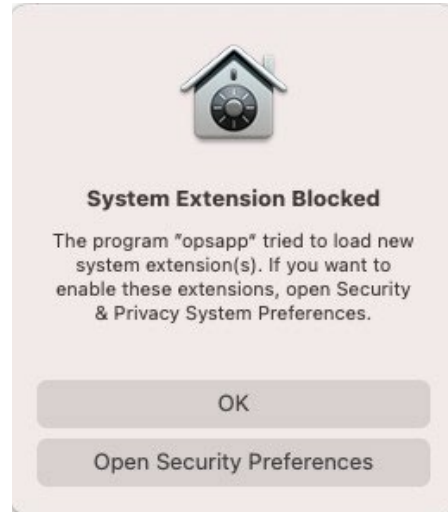 System Extension Blocked
The program "opsapp" tried to load new
system extension(s). If you want to
enable these extensions, open Security
& Privacy System Preferences.
OK
Open Security Preferences